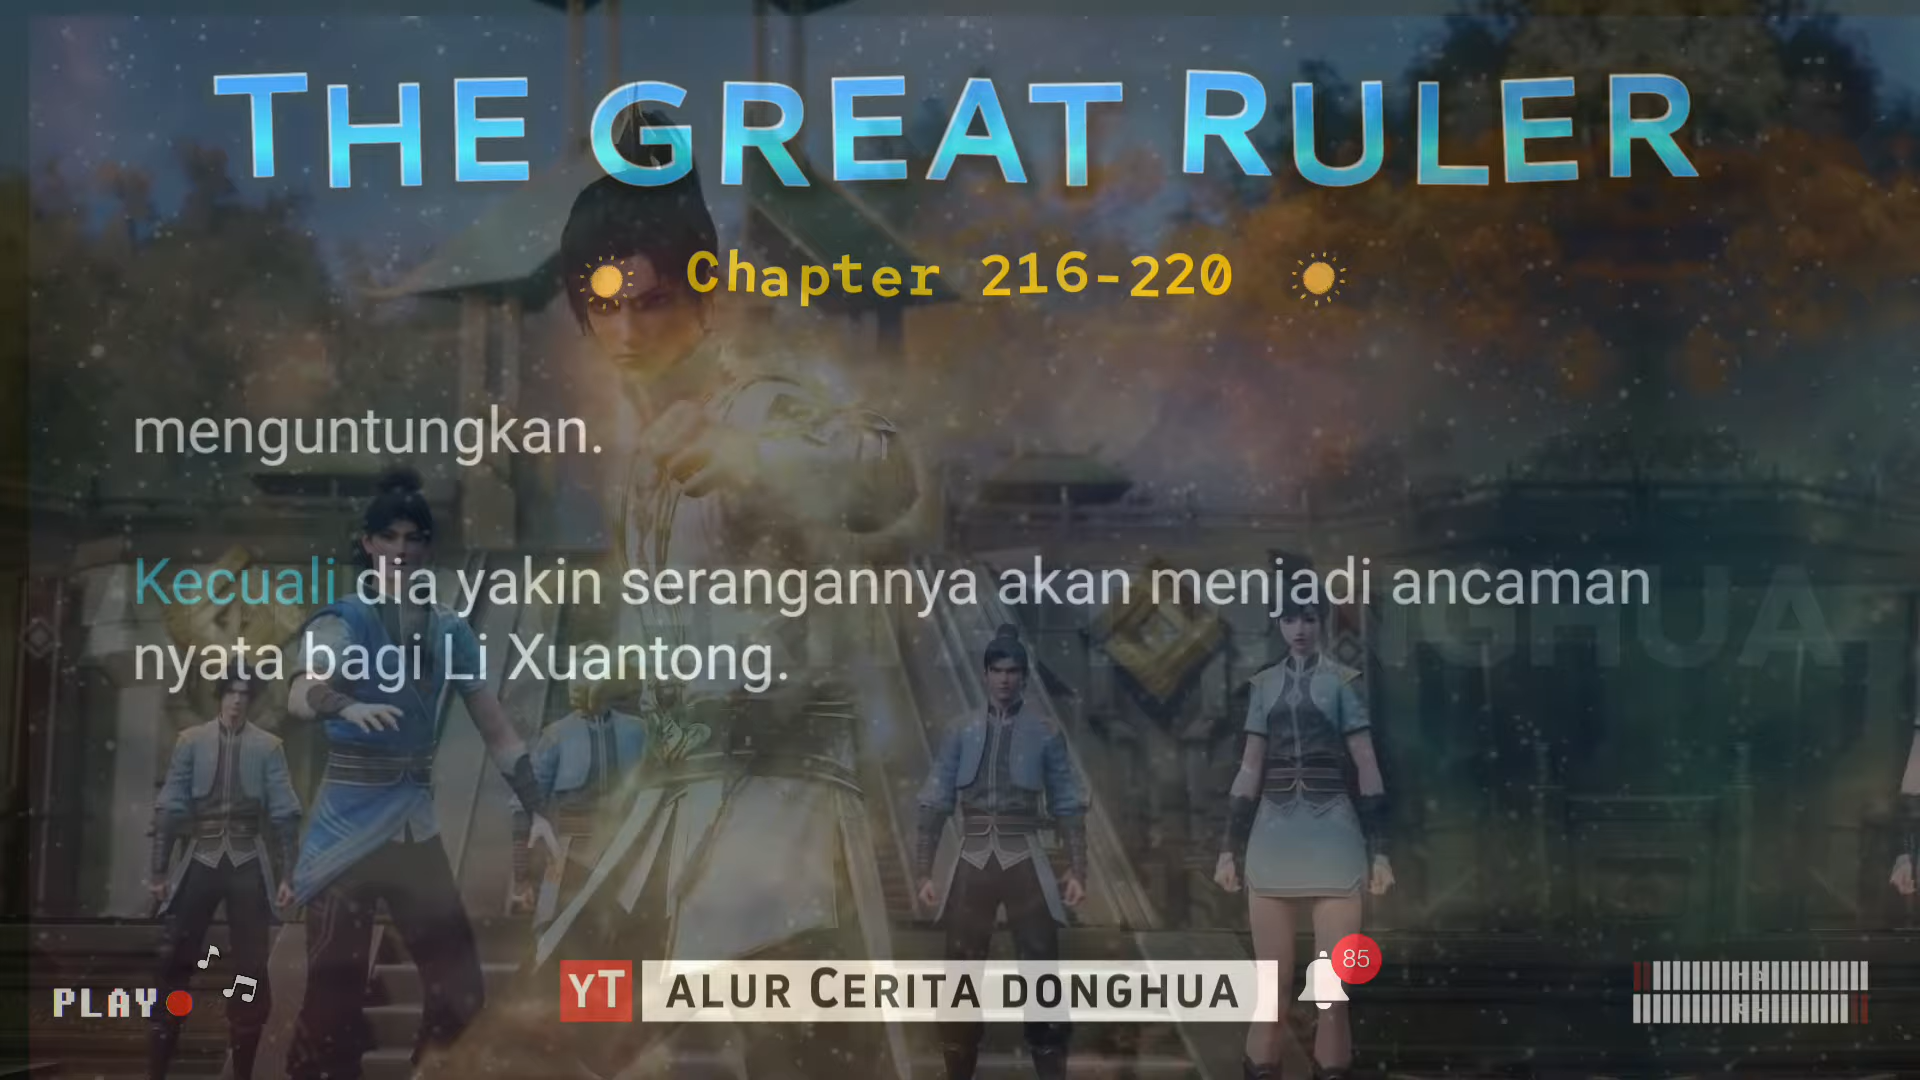 THE GREAT RULER
Chapter 216-220
menguntungkan.
Kecuali dia yakin serangannya akan menjadi ancaman
nyata bagi Li Xuantong.
PLAY
YT ALUR CERITA DONGHUA
85